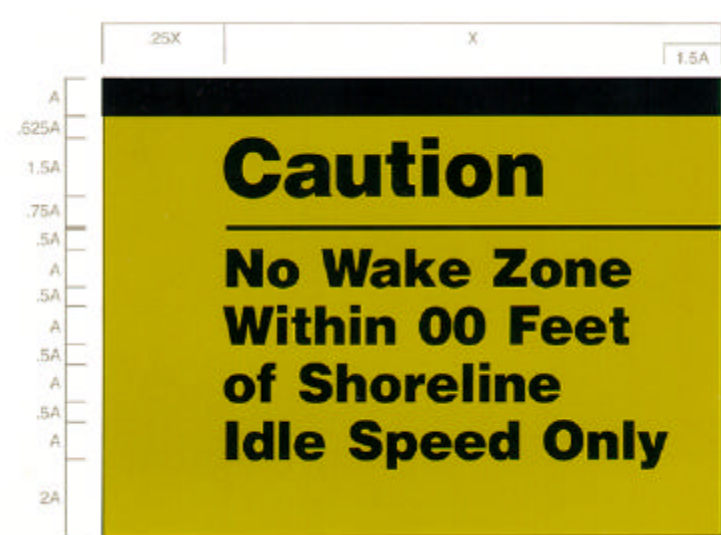 .25X X
1.5A
A
.625A
1.5A
.75A
.5A
A
.5A
A
.5A
A
.5A
A
2A
Caution
No Wake Zone
Within 00 Feet
of Shoreline
Idle Speed Only